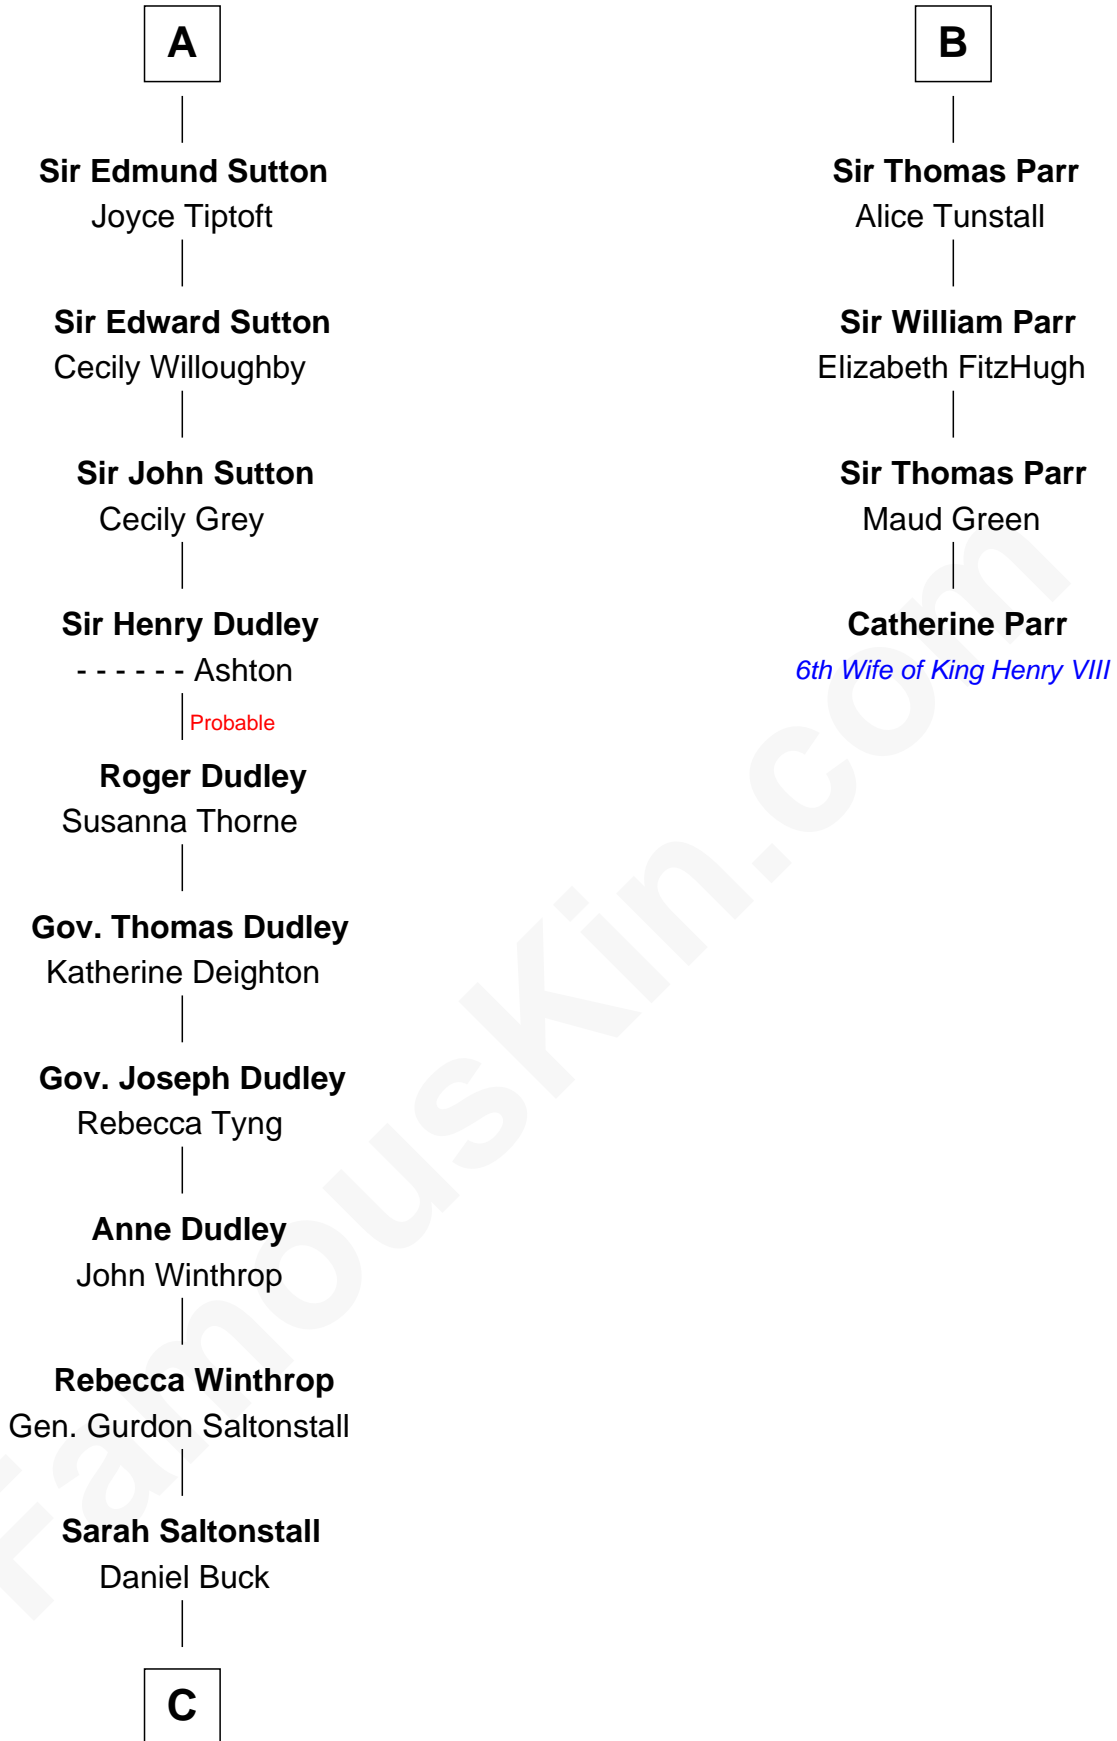 A
Sir Edmund Sutton
Joyce Tiptoft
Sir Edward Sutton
Cecily Willoughby
Sir John Sutton
Cecily Grey
Sir Henry Dudley
- - - - - - Ashton
Probable
Roger Dudley
Susanna Thorne
Gov. Thomas Dudley
Katherine Deighton
Gov. Joseph Dudley
Rebecca Tyng
Anne Dudley
John Winthrop
Rebecca Winthrop
Gen. Gurdon Saltonstall
Sarah Saltonstall
Daniel Buck
C
B
Sir Thomas Parr
Alice Tunstall
Sir William Parr
Elizabeth FitzHugh
Sir Thomas Parr
Maud Green
Catherine Parr
6th Wife of King Henry VIII
FamousKin.com